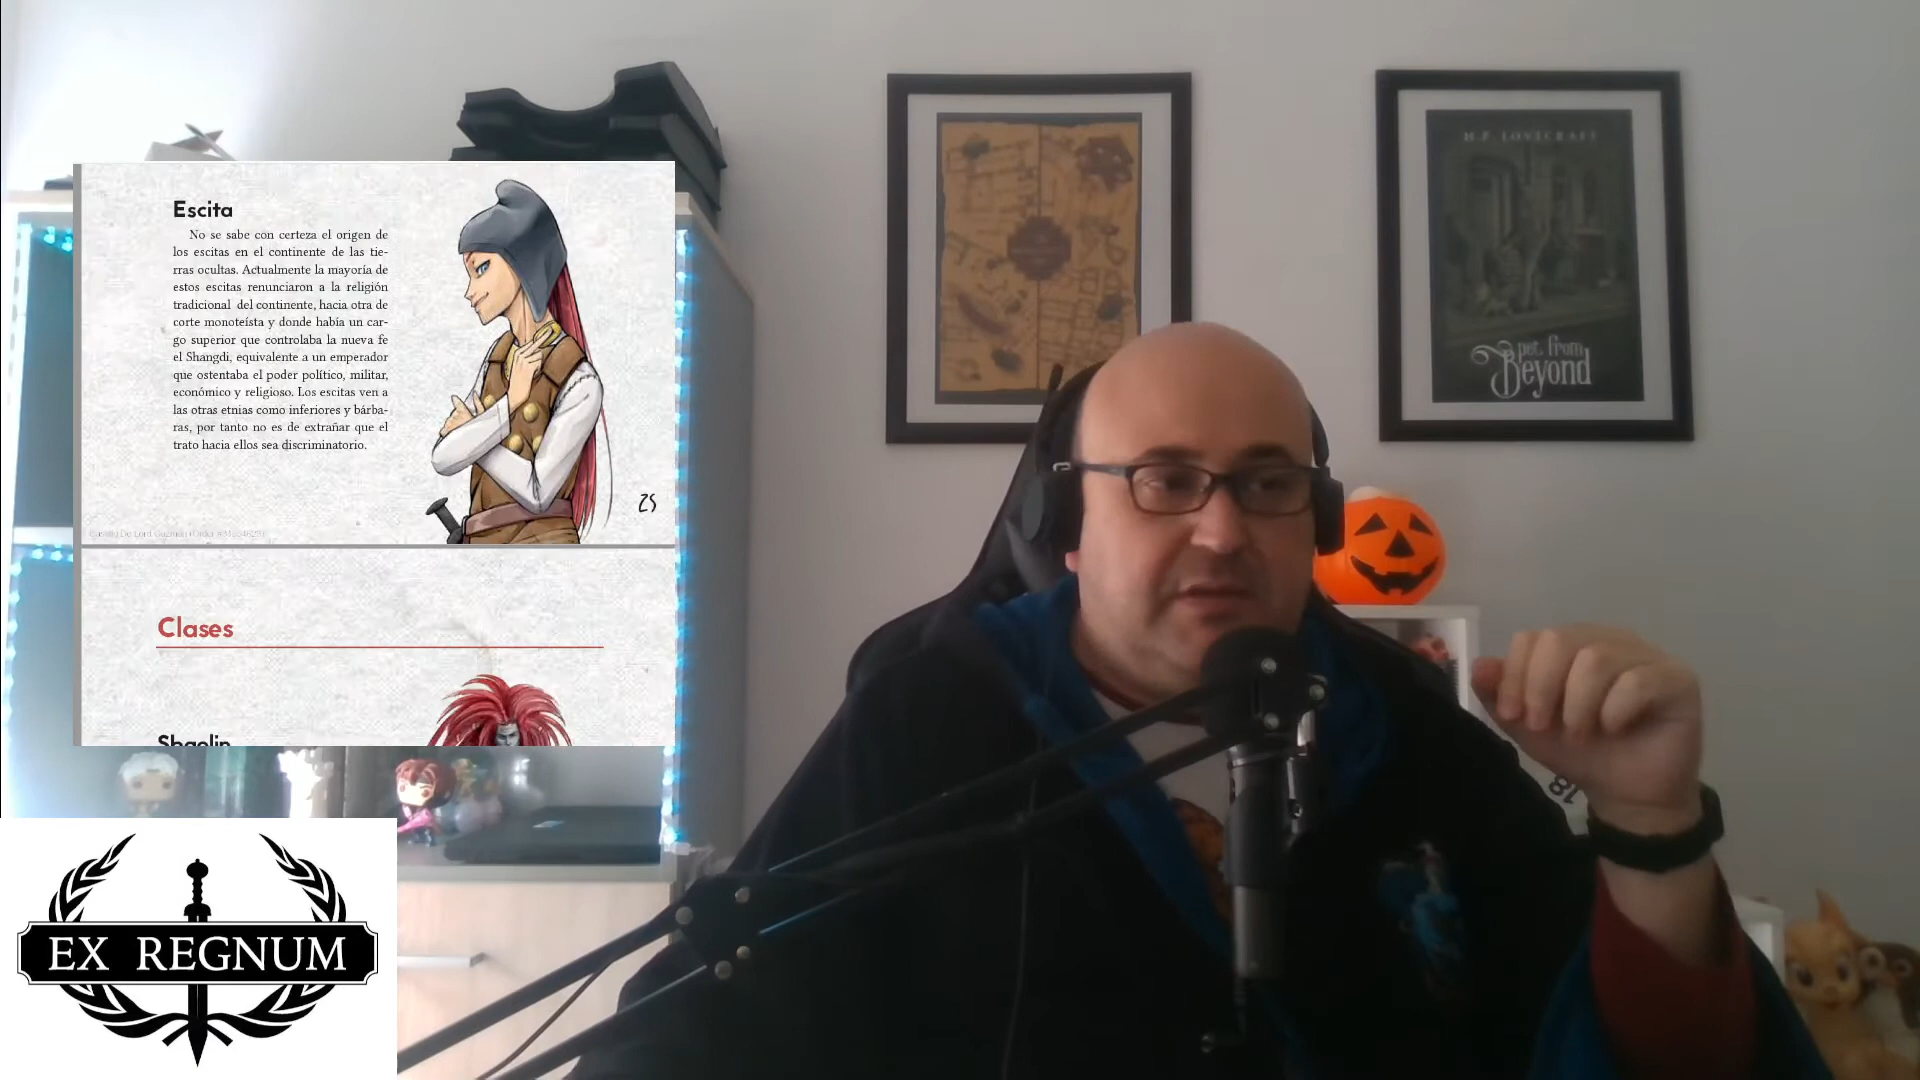 Escita
No se sabe con certeza el origen de
los escitas en el continente de las tie-
rras ocultas. Actualmente la mayoría de
estos escitas renunciaron a la religión
tradicional del continente, hacia otra de
corte monoteísta y donde había un car-
go superior que controlaba la nueva fe
el Shangdi, equivalente a un emperador
que ostentaba el poder político, militar,
económico y religioso. Los escitas ven a
las otras etnias como inferiores y bárba-
ras, por tanto no es de extrañar que el
trato hacia ellos sea discriminatorio.
25
Clases
Shaolin
EX REGNUM
H.P. LOVECRAFT
pet from
Beyond
18